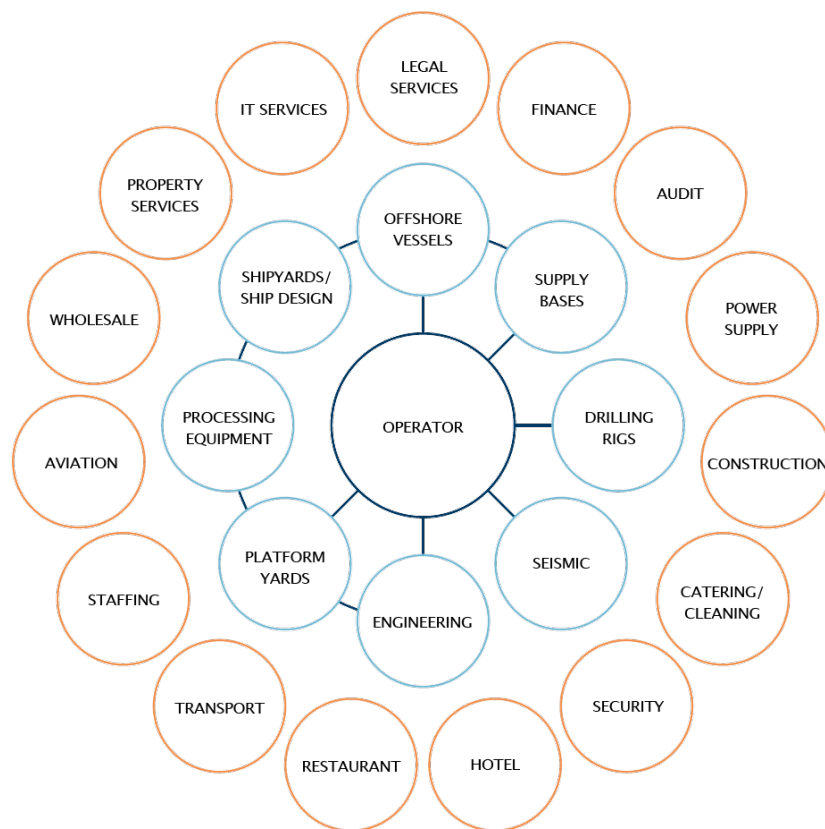 LEGAL
SERVICES
IT SERVICES
FINANCE
PROPERTY
SERVICES
AUDIT
OFFSHORE
VESSELS
SHIPYARDS/
SHIP DESIGN
SUPPLY
BASES
WHOLESALE
POWER
SUPPLY
PROCESSING
EQUIPMENT
OPERATOR
DRILLING
RIGS
AVIATION
CONSTRUCTION
PLATFORM
YARDS
SEISMIC
STAFFING
ENGINEERING
CATERING/
CLEANING
TRANSPORT
SECURITY
RESTAURANT
HOTEL